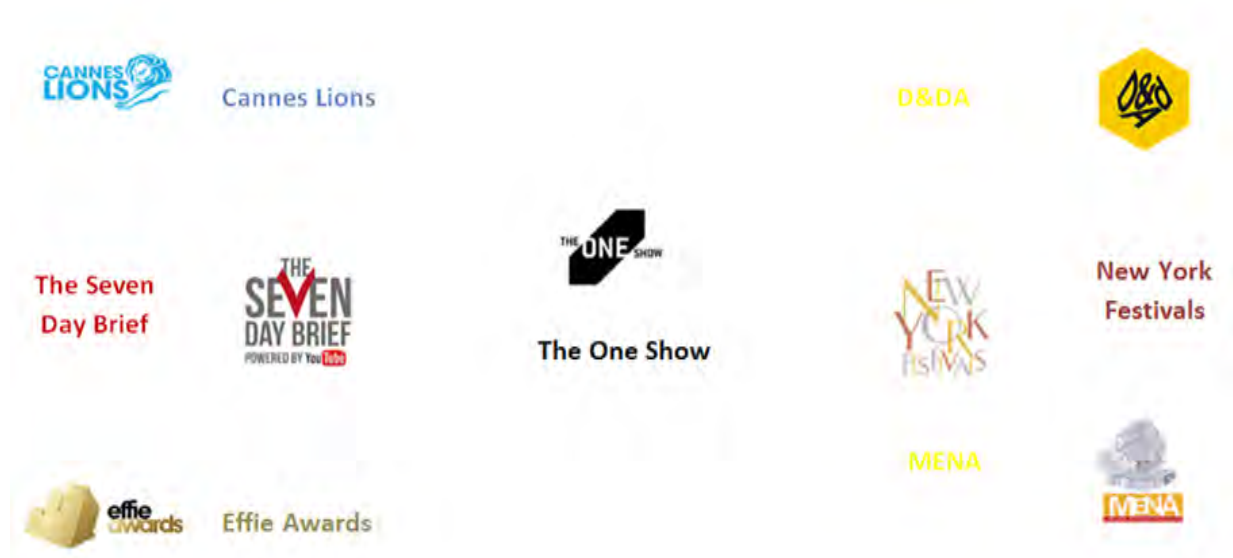 CANNES
LIONS
Cannes Lions
D&DA
D&AD
The Seven
Day Brief
THE
SEVEN
DAY BRIEF
POWERED BY YouTube
THE ONE SHOW
The One Show
NEW
YORK
FESTIVALS
New York
Festivals
MENA
MENA
effie
awards
Effie Awards